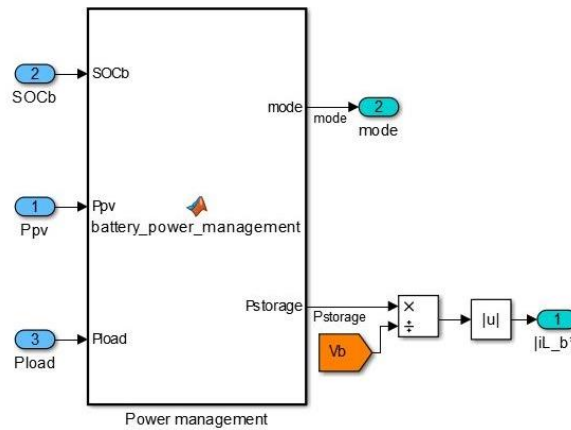 2
SOCb
SOCb
1
Ppv
Ppv
battery_power_management
3
Pload
Pload
mode
mode
2
mode
Pstorage
Pstorage
×
÷
Vb
|u|
1
|iL_b*
Power management